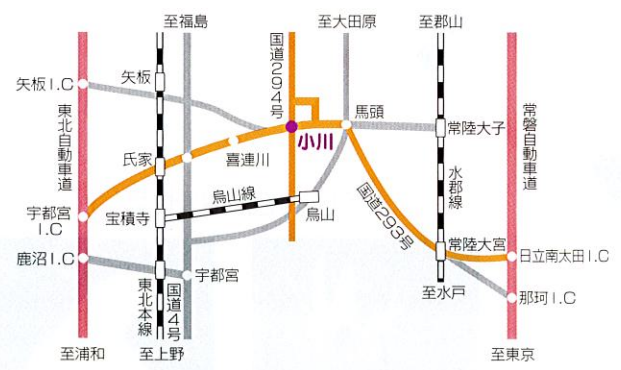 至福島
至大田原
至郡山
国道294号
矢板I.C
矢板
東北自動車道
馬頭
小川
常陸大子
常磐自動車道
氏家
喜連川
水郡線
烏山線
烏山
宇都宮
I.C
宝積寺
国道293号
鹿沼I.C
宇都宮
常陸大宮
日立南太田I.C
東北本線
国道4号
至水戸
那珂I.C
至浦和
至上野
至東京